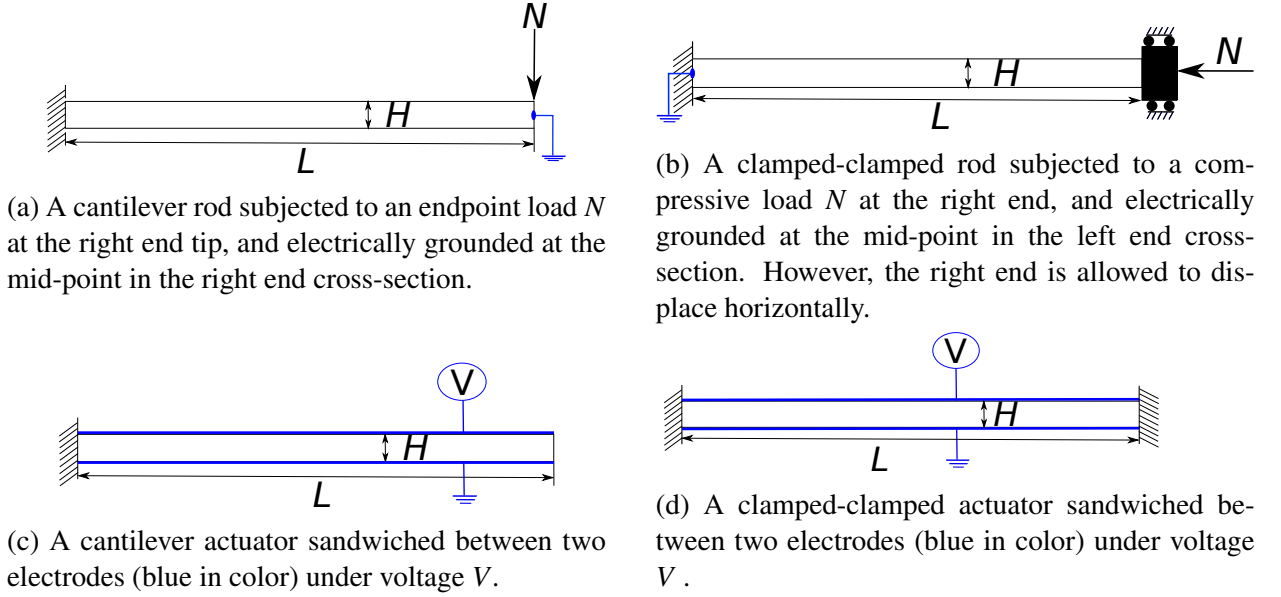 N
H
L
(a) A cantilever rod subjected to an endpoint load N
at the right end tip, and electrically grounded at the
mid-point in the right end cross-section.
N
H
L
(b) A clamped-clamped rod subjected to a com-
pressive load N at the right end, and electrically
grounded at the mid-point in the left end cross-
section. However, the right end is allowed to dis-
place horizontally.
V
H
L
(c) A cantilever actuator sandwiched between two
electrodes (blue in color) under voltage V.
V
H
L
(d) A clamped-clamped actuator sandwiched be-
tween two electrodes (blue in color) under voltage
V .